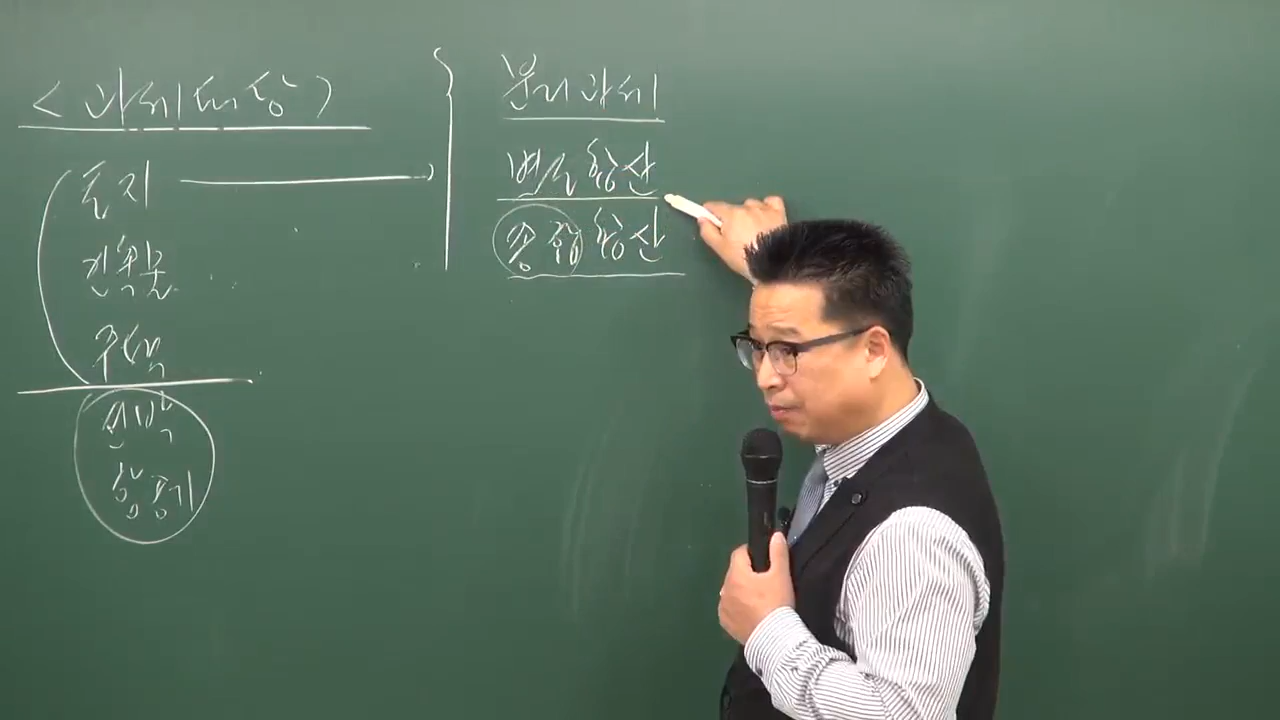 <과세대상>
토지
건축물
주택
선박
항공기
분리과세
별도합산
종합합산